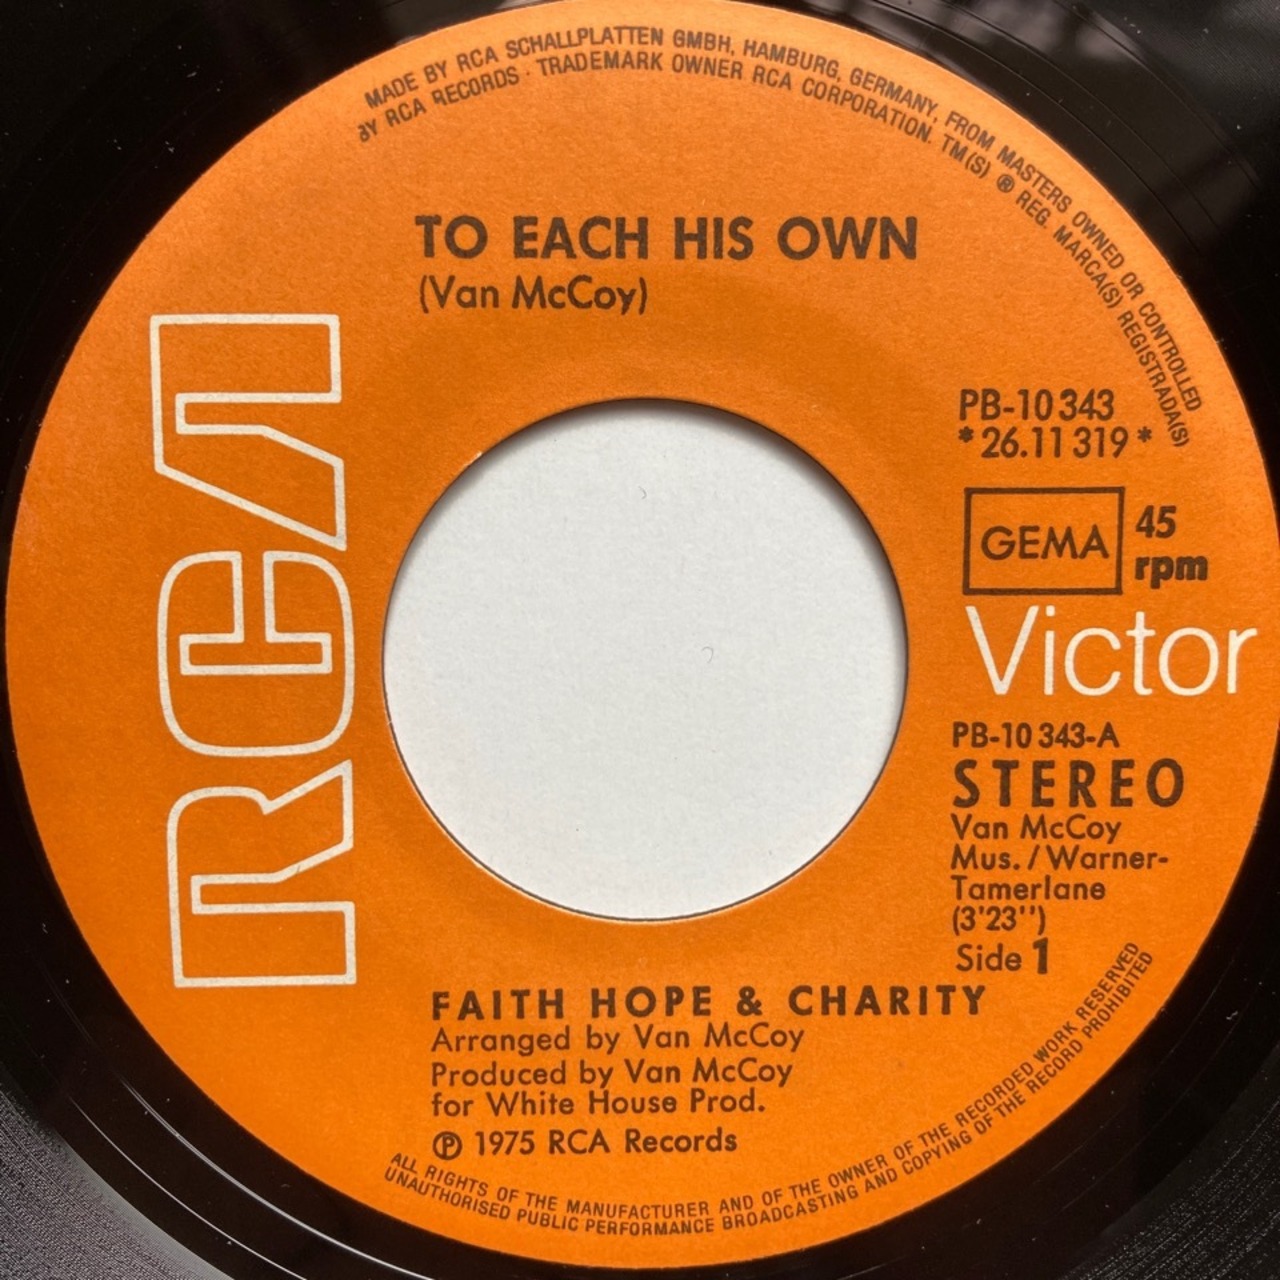 MADE BY RCA SCHALLPLATTEN GMBH, HAMBURG, GERMANY, FROM MASTERS OWNED OR CONTROLLED
BY RCA RECORDS · TRADEMARK OWNER RCA CORPORATION. TM(S) ® REG. MARCA(S) REGISTRADA(S)
TO EACH HIS OWN
(Van McCoy)
RCA
PB-10 343
*26.11 319*
GEMA
45
rpm
Victor
PB-10 343-A
STEREO
Van McCoy
Mus. / Warner-
Tamerlane
(3'23'')
Side 1
FAITH HOPE & CHARITY
Arranged by Van McCoy
Produced by Van McCoy
for White House Prod.
℗ 1975 RCA Records
ALL RIGHTS OF THE MANUFACTURER AND OF THE OWNER OF THE RECORDED WORK RESERVED
UNAUTHORISED PUBLIC PERFORMANCE BROADCASTING AND COPYING OF THE RECORD PROHIBITED